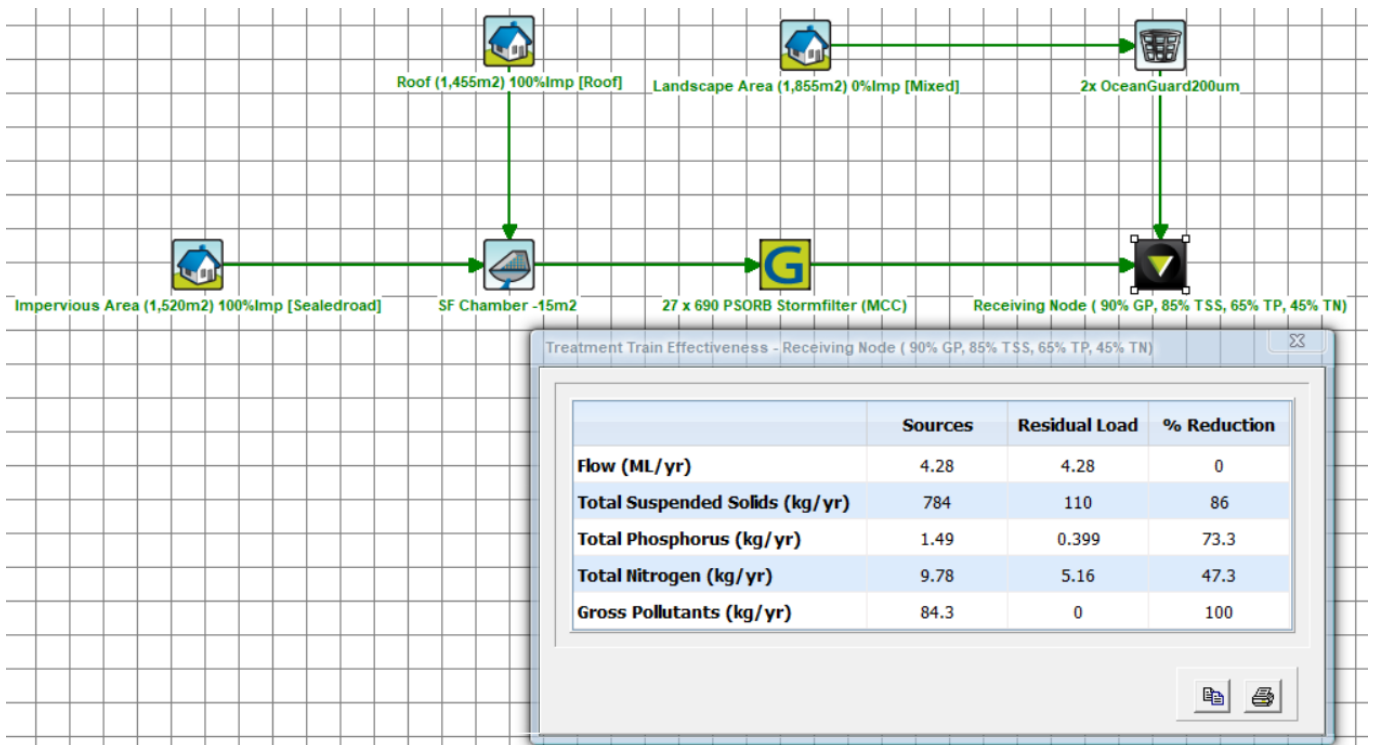 Roof (1,455m2) 100%Imp [Roof]
Landscape Area (1,855m2) 0%Imp [Mixed]
2x OceanGuard200um
G
Impervious Area (1,520m2) 100%Imp [Sealedroad]
SF Chamber -15m2
27 x 690 PSORB Stormfilter (MCC)
Receiving Node ( 90% GP, 85% TSS, 65% TP, 45% TN)
Treatment Train Effectiveness - Receiving Node ( 90% GP, 85% TSS, 65% TP, 45% TN)
Sources Residual Load % Reduction
Flow (ML/yr) 4.28 4.28 0
Total Suspended Solids (kg/yr) 784 110 86
Total Phosphorus (kg/yr) 1.49 0.399 73.3
Total Nitrogen (kg/yr) 9.78 5.16 47.3
Gross Pollutants (kg/yr) 84.3 0 100